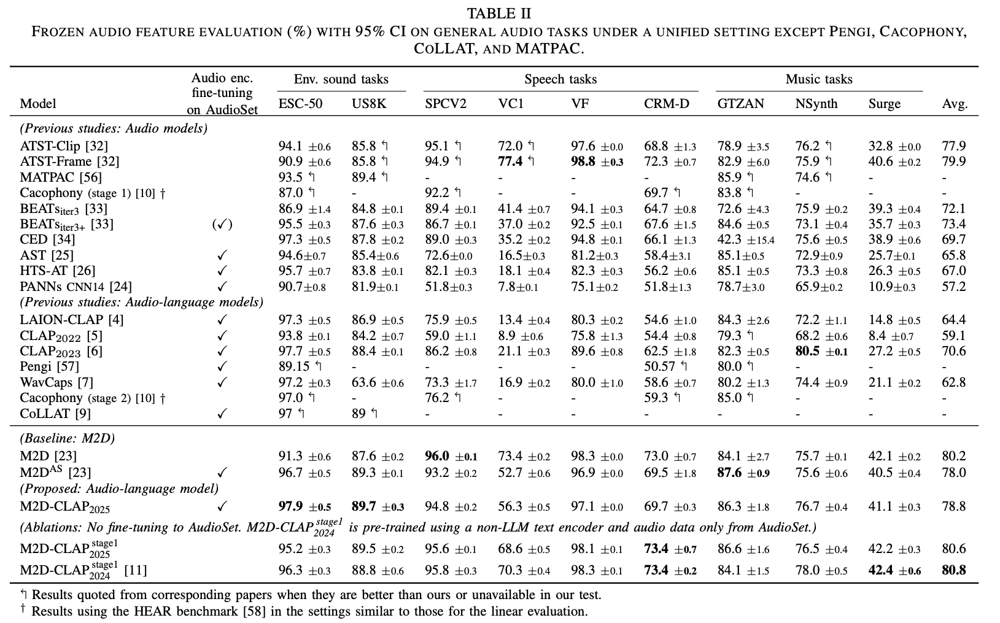 TABLE II
FROZEN AUDIO FEATURE EVALUATION (%) WITH 95% CI ON GENERAL AUDIO TASKS UNDER A UNIFIED SETTING EXCEPT PENGI, CACOPHONY,
COLLAT, AND MATPAC.
Audio enc. Env. sound tasks Speech tasks Music tasks
fine-tuning
Model on AudioSet ESC-50 US8K SPCV2 VC1 VF CRM-D GTZAN NSynth Surge Avg.
(Previous studies: Audio models)
ATST-Clip [32] 94.1 ±0.6 85.8 ↰ 95.1 ↰ 72.0 ↰ 97.6 ±0.0 68.8 ±1.3 78.9 ±3.5 76.2 ↰ 32.8 ±0.0 77.9
ATST-Frame [32] 90.9 ±0.6 85.8 ↰ 94.9 ↰ 77.4 ↰ 98.8 ±0.3 72.3 ±0.7 82.9 ±6.0 75.9 ↰ 40.6 ±0.2 79.9
MATPAC [56] 93.5 ↰ 89.4 ↰ - - - - 85.9 ↰ 74.6 ↰ - -
Cacophony (stage 1) [10] † 87.0 ↰ - 92.2 ↰ - - 69.7 ↰ 83.8 ↰ - - -
BEATsiter3 [33] 86.9 ±1.4 84.8 ±0.1 89.4 ±0.1 41.4 ±0.7 94.1 ±0.3 64.7 ±0.8 72.6 ±4.3 75.9 ±0.2 39.3 ±0.4 72.1
BEATsiter3+ [33] (✓) 95.5 ±0.3 87.6 ±0.3 86.7 ±0.1 37.0 ±0.2 92.5 ±0.1 67.6 ±1.5 84.6 ±0.5 73.1 ±0.4 35.7 ±0.3 73.4
CED [34] 97.3 ±0.5 87.8 ±0.2 89.0 ±0.3 35.2 ±0.2 94.8 ±0.1 66.1 ±1.3 42.3 ±15.4 75.6 ±0.5 38.9 ±0.6 69.7
AST [25] ✓ 94.6±0.7 85.4±0.6 72.6±0.0 16.5±0.3 81.2±0.3 58.4±3.1 85.1±0.5 72.9±0.9 25.7±0.1 65.8
HTS-AT [26] ✓ 95.7 ±0.7 83.8 ±0.1 82.1 ±0.3 18.1 ±0.4 82.3 ±0.3 56.2 ±0.6 85.1 ±0.5 73.3 ±0.8 26.3 ±0.5 67.0
PANNs CNN14 [24] ✓ 90.7±0.8 81.9±0.1 51.8±0.3 7.8±0.1 75.1±0.2 51.8±1.3 78.7±3.0 65.9±0.2 10.9±0.3 57.2
(Previous studies: Audio-language models)
LAION-CLAP [4] ✓ 97.3 ±0.5 86.9 ±0.5 75.9 ±0.5 13.4 ±0.4 80.3 ±0.2 54.6 ±1.0 84.3 ±2.6 72.2 ±1.1 14.8 ±0.5 64.4
CLAP2022 [5] ✓ 93.8 ±0.1 84.2 ±0.7 59.0 ±1.1 8.9 ±0.6 75.8 ±1.3 54.4 ±0.8 79.3 ↰ 68.2 ±0.6 8.4 ±0.7 59.1
CLAP2023 [6] ✓ 97.7 ±0.5 88.4 ±0.1 86.2 ±0.8 21.1 ±0.3 89.6 ±0.8 62.5 ±1.8 82.3 ±0.5 80.5 ±0.1 27.2 ±0.5 70.6
Pengi [57] ✓ 89.15 ↰ - - - - 50.57 ↰ 80.0 ↰ - - -
WavCaps [7] ✓ 97.2 ±0.3 63.6 ±0.6 73.3 ±1.7 16.9 ±0.2 80.0 ±1.0 58.6 ±0.7 80.2 ±1.3 74.4 ±0.9 21.1 ±0.2 62.8
Cacophony (stage 2) [10] † 97.0 ↰ - 76.2 ↰ - - 59.3 ↰ 85.0 ↰ - - -
CoLLAT [9] ✓ 97 ↰ 89 ↰ - - - - - - - -
(Baseline: M2D)
M2D [23] 91.3 ±0.6 87.6 ±0.2 96.0 ±0.1 73.4 ±0.2 98.3 ±0.0 73.0 ±0.7 84.1 ±2.7 75.7 ±0.1 42.1 ±0.2 80.2
M2DAS [23] ✓ 96.7 ±0.5 89.3 ±0.1 93.2 ±0.2 52.7 ±0.6 96.9 ±0.0 69.5 ±1.8 87.6 ±0.9 75.6 ±0.6 40.5 ±0.4 78.0
(Proposed: Audio-language model)
M2D-CLAP2025 ✓ 97.9 ±0.5 89.7 ±0.3 94.8 ±0.2 56.3 ±0.5 97.1 ±0.0 69.7 ±0.3 86.3 ±1.8 76.7 ±0.4 41.1 ±0.3 78.8
(Ablations: No fine-tuning to AudioSet. M2D-CLAP stage1 2024 is pre-trained using a non-LLM text encoder and audio data only from AudioSet.)
M2D-CLAP stage1 2025 95.2 ±0.3 89.5 ±0.2 95.6 ±0.1 68.6 ±0.5 98.1 ±0.1 73.4 ±0.7 86.6 ±1.6 76.5 ±0.4 42.2 ±0.3 80.6
M2D-CLAP stage1 2024 [11] 96.3 ±0.3 88.8 ±0.6 95.8 ±0.3 70.3 ±0.4 98.3 ±0.1 73.4 ±0.2 84.1 ±1.5 78.0 ±0.5 42.4 ±0.6 80.8
↰ Results quoted from corresponding papers when they are better than ours or unavailable in our test.
† Results using the HEAR benchmark [58] in the settings similar to those for the linear evaluation.